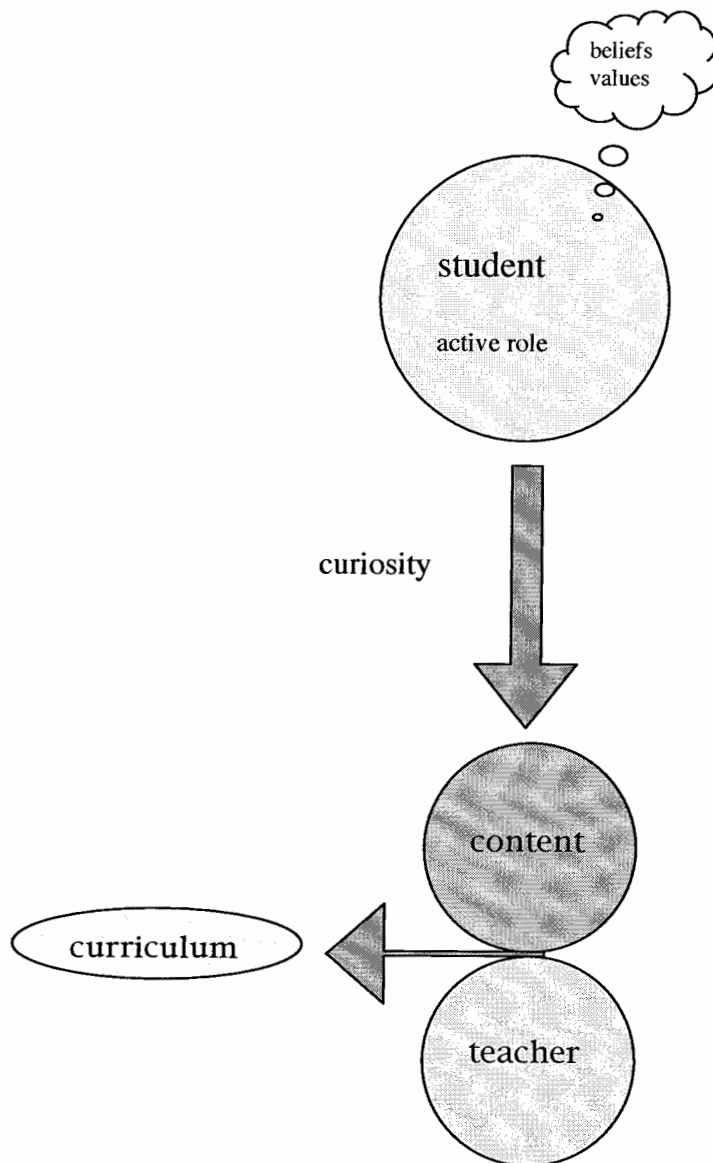 beliefs
values
student
active role
curiosity
content
curriculum
teacher